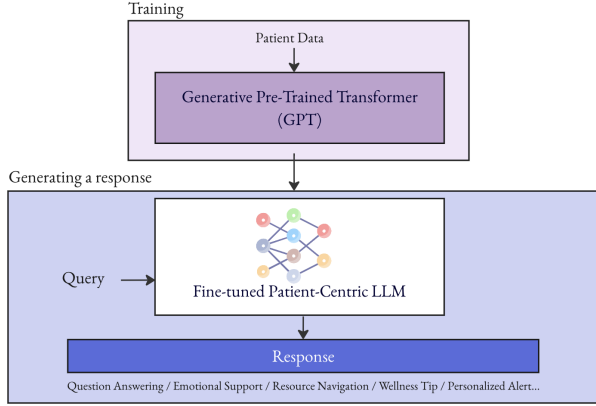 Training
Patient Data
Generative Pre-Trained Transformer
(GPT)
Generating a response
Query
Fine-tuned Patient-Centric LLM
Response
Question Answering / Emotional Support / Resource Navigation / Wellness Tip / Personalized Alert...